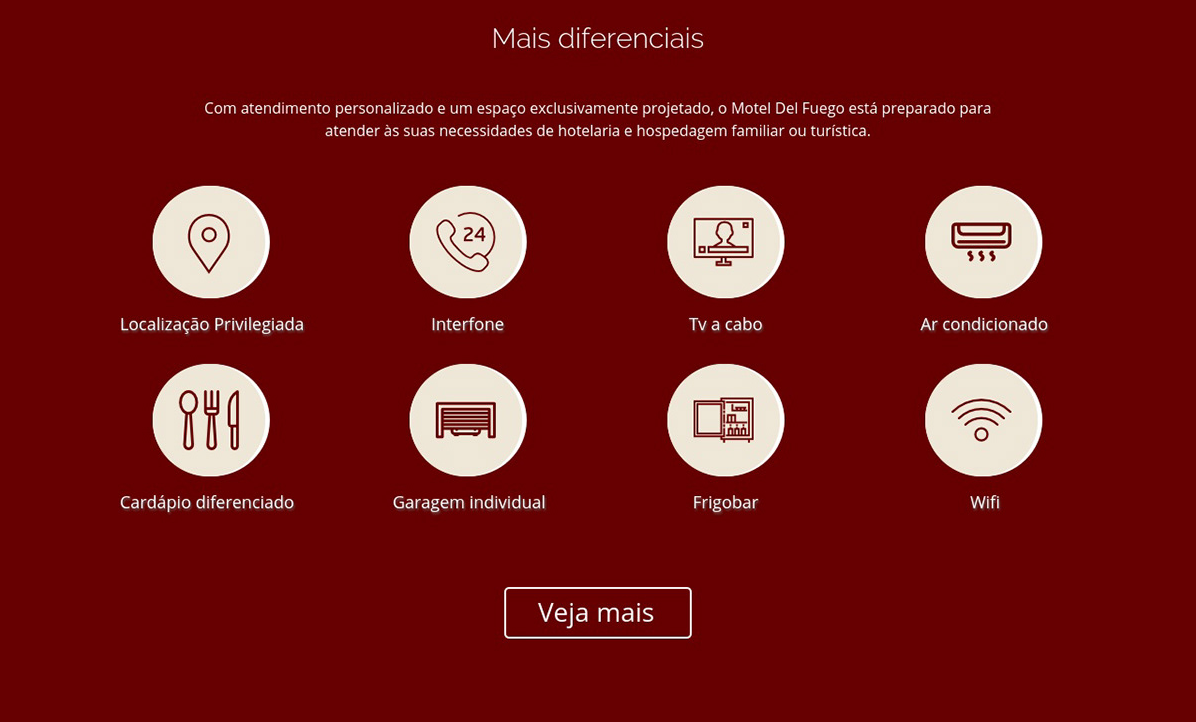 Mais diferenciais
Com atendimento personalizado e um espaço exclusivamente projetado, o Motel Del Fuego está preparado para
atender às suas necessidades de hotelaria e hospedagem familiar ou turística.
24
Localização Privilegiada
Interfone
Tv a cabo
Ar condicionado
Cardápio diferenciado
Garagem individual
Frigobar
Wifi
Veja mais